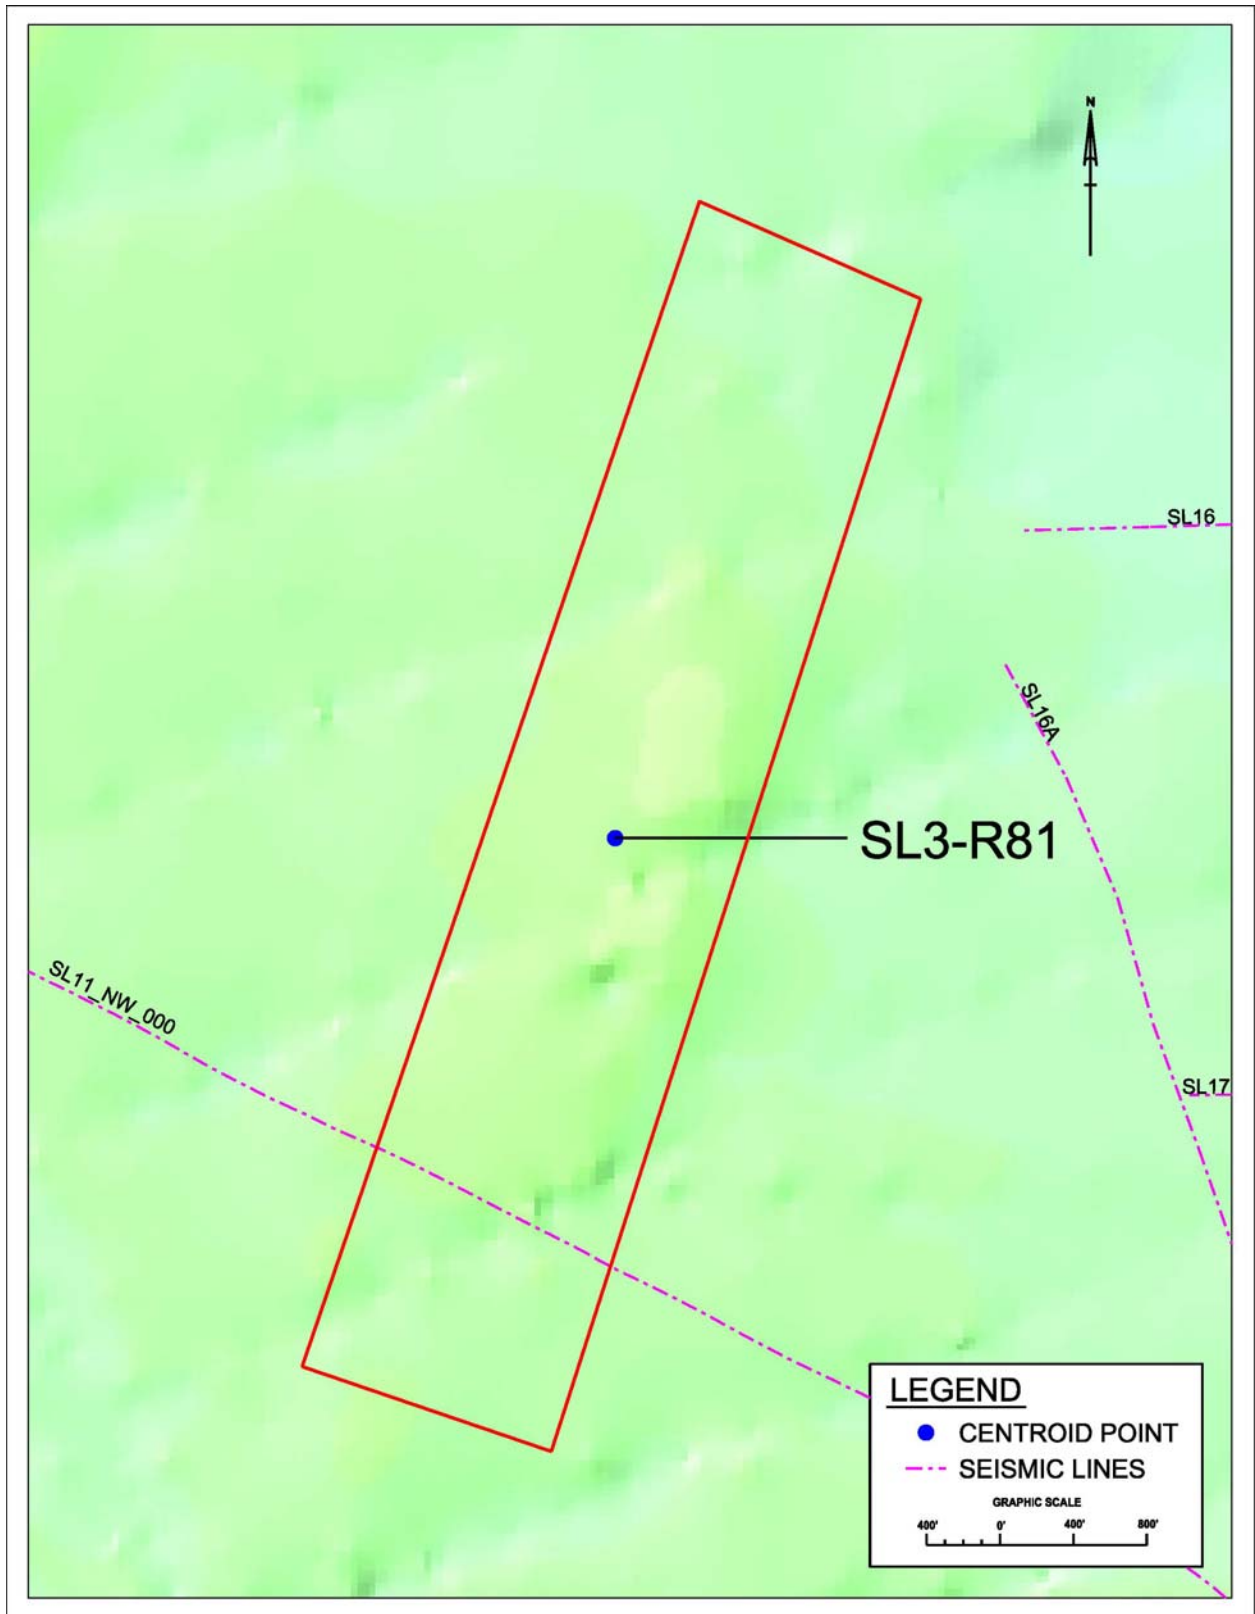 N
SL16
SL16A
SL3-R81
SL11_NW_000
SL17
LEGEND
CENTROID POINT
SEISMIC LINES
GRAPHIC SCALE
400' 0' 400' 800'